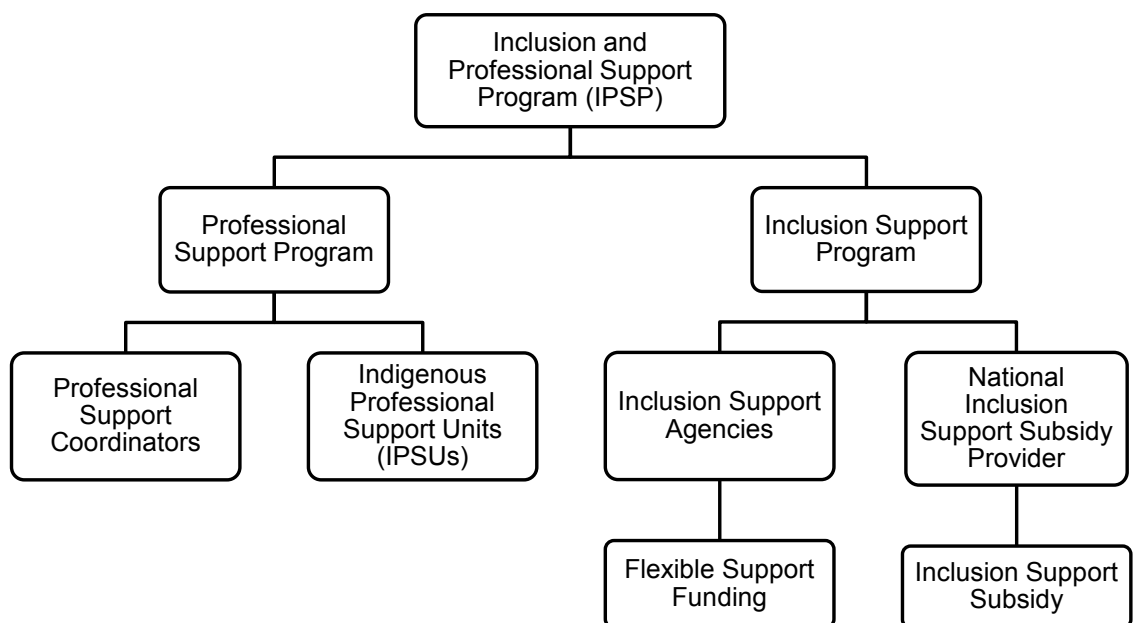 Inclusion and
Professional Support
Program (IPSP)
Professional
Support Program
Inclusion Support
Program
Professional
Support
Coordinators
Indigenous
Professional
Support Units
(IPSUs)
Inclusion Support
Agencies
National
Inclusion
Support Subsidy
Provider
Flexible Support
Funding
Inclusion Support
Subsidy